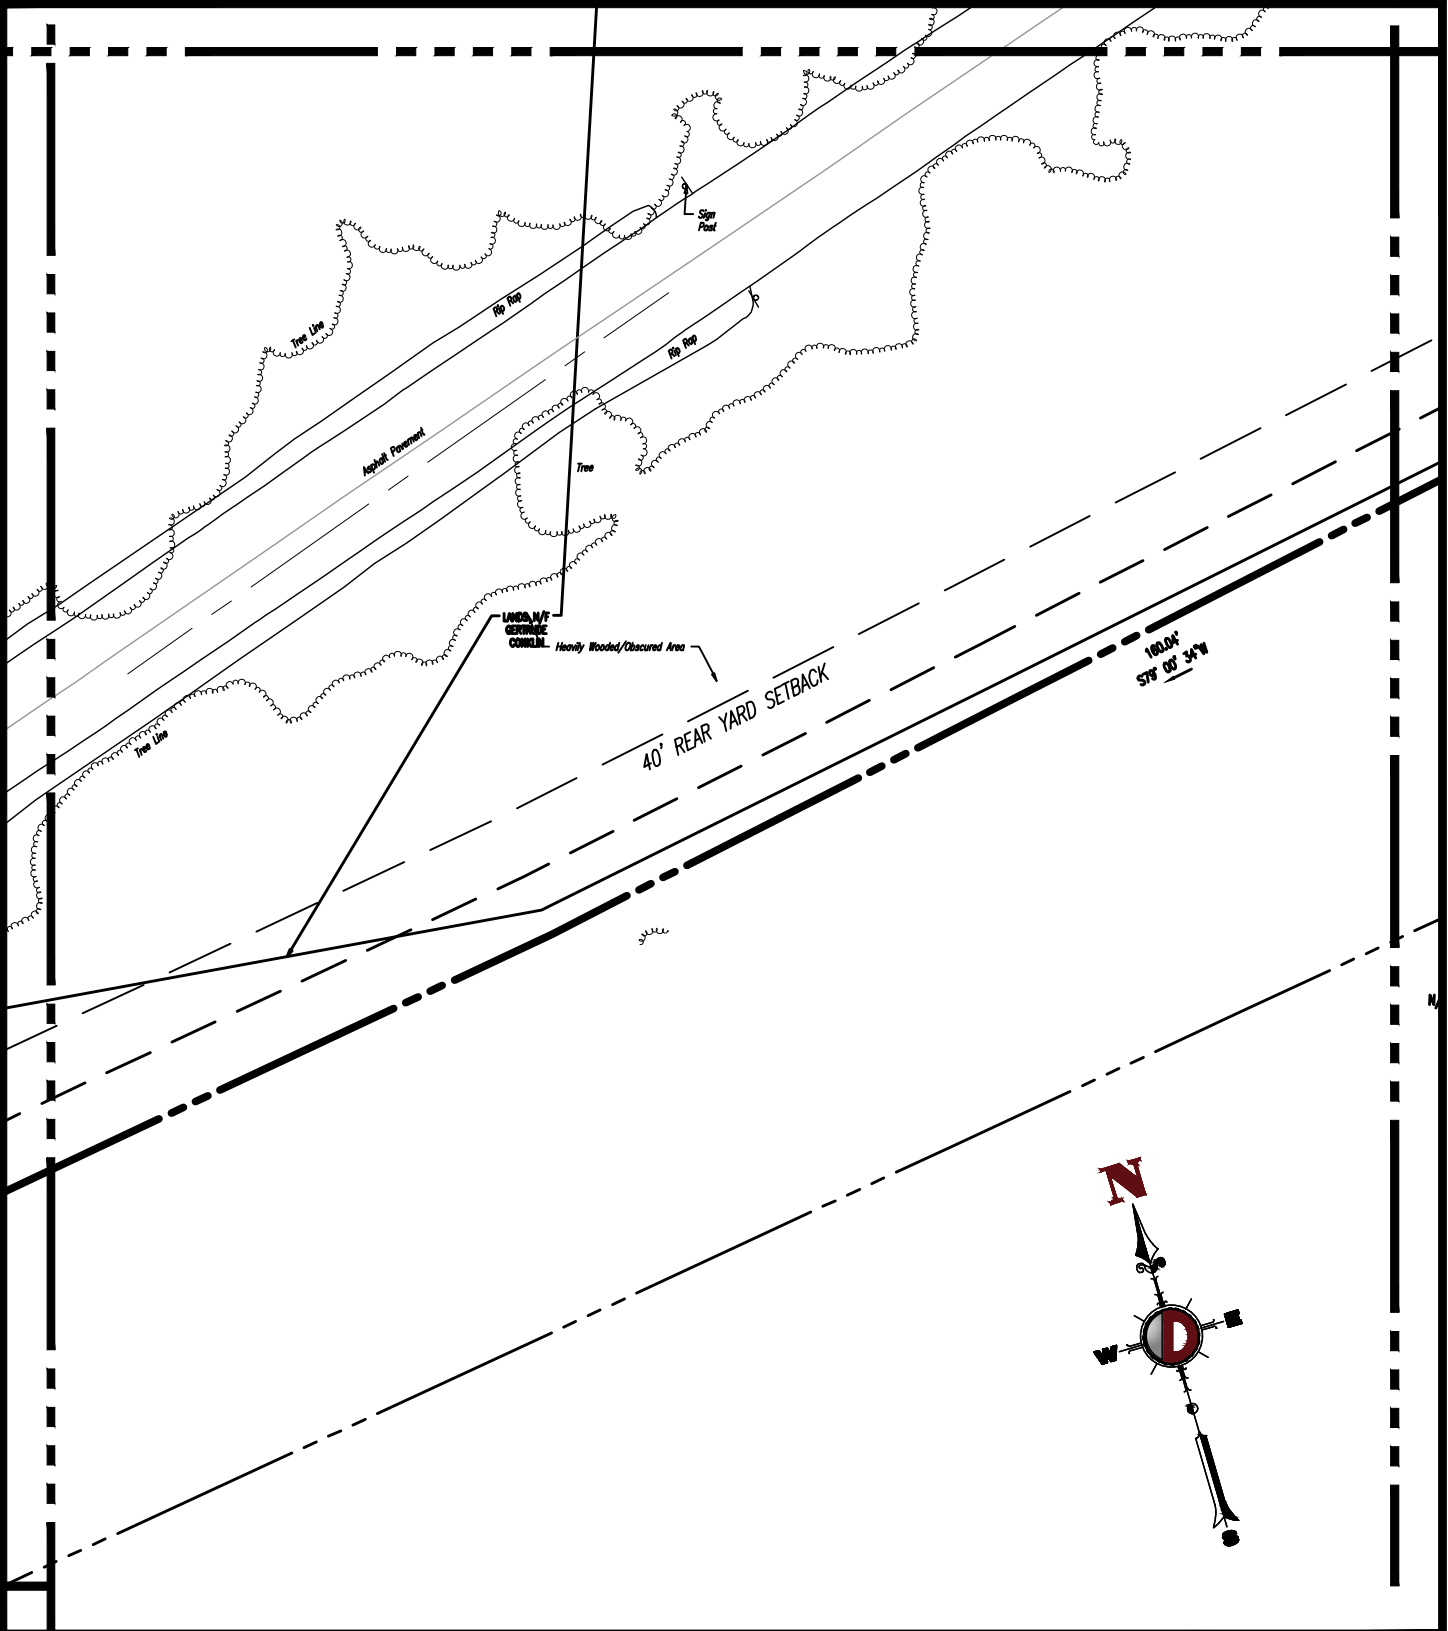 Sign
Post
Rip Rap
Tree Line
Rip Rap
Asphalt Pavement
Tree
LANDS N/F
GERTRUDE
CONKLIN
Heavily Wooded/Obscured Area
160.04'
S79° 00' 34"W
40' REAR YARD SETBACK
Tree Line
N/
N
E
D
W
S